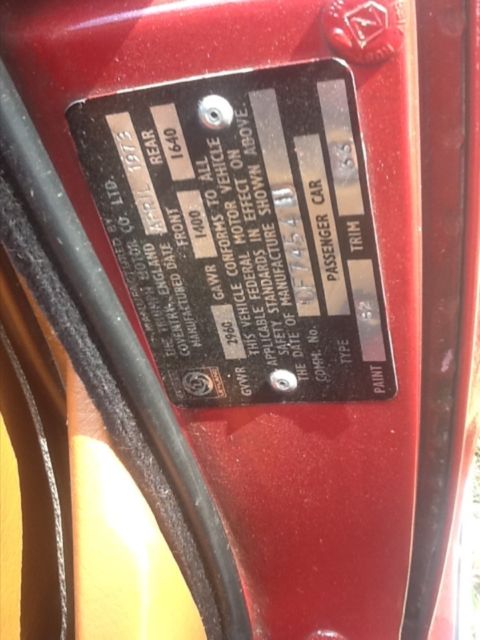 MANUFACTURED BY
THE TRIUMPH MOTOR CO. LTD.
COVENTRY, ENGLAND
MANUFACTURED DATE APRIL 1973
FRONT REAR
GVWR 2960 GAWR 1400 1640
THIS VEHICLE CONFORMS TO ALL
APPLICABLE FEDERAL MOTOR VEHICLE
SAFETY STANDARDS IN EFFECT ON
THE DATE OF MANUFACTURE SHOWN ABOVE.
COMM. No. CF7454U
TYPE PASSENGER CAR
PAINT 82 TRIM 33